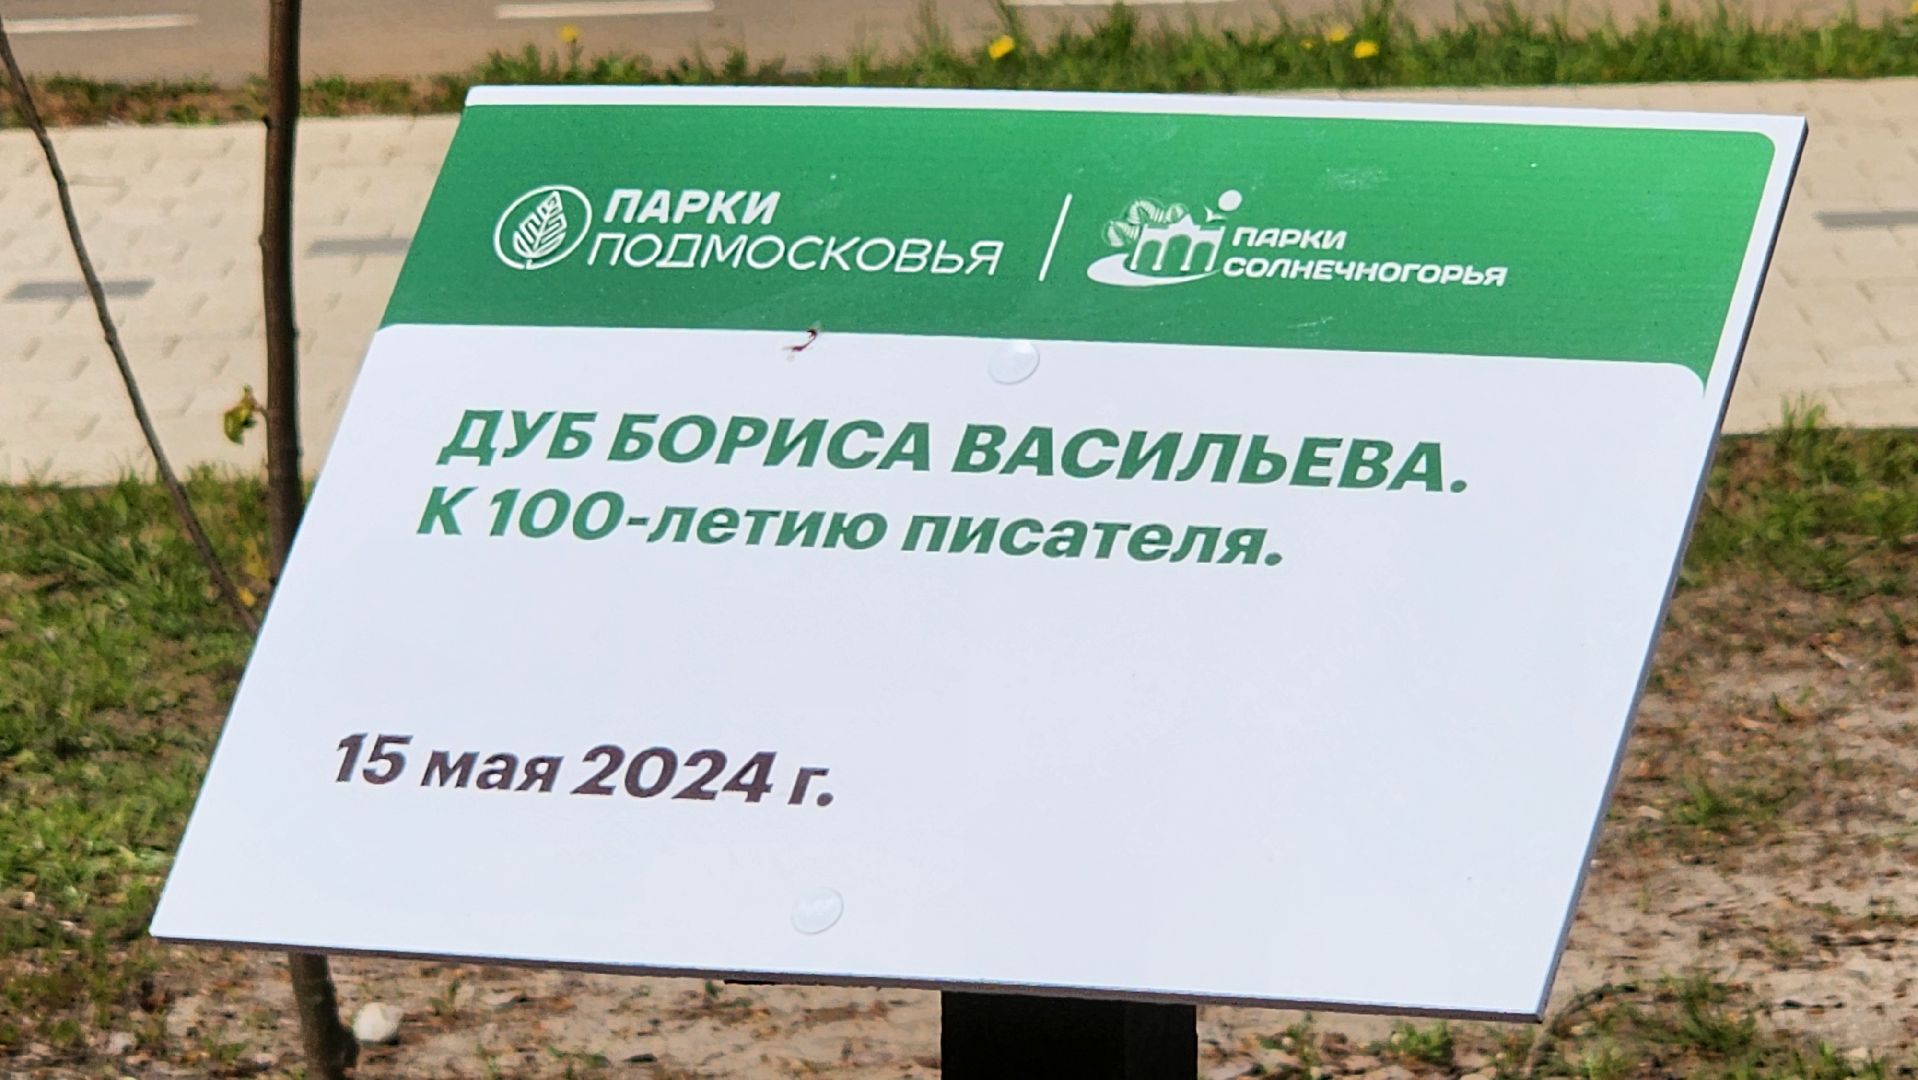 ПАРКИ
ПОДМОСКОВЬЯ
ПАРКИ
СОЛНЕЧНОГОРЬЯ
ДУБ БОРИСА ВАСИЛЬЕВА.
К 100-летию писателя.
15 мая 2024 г.